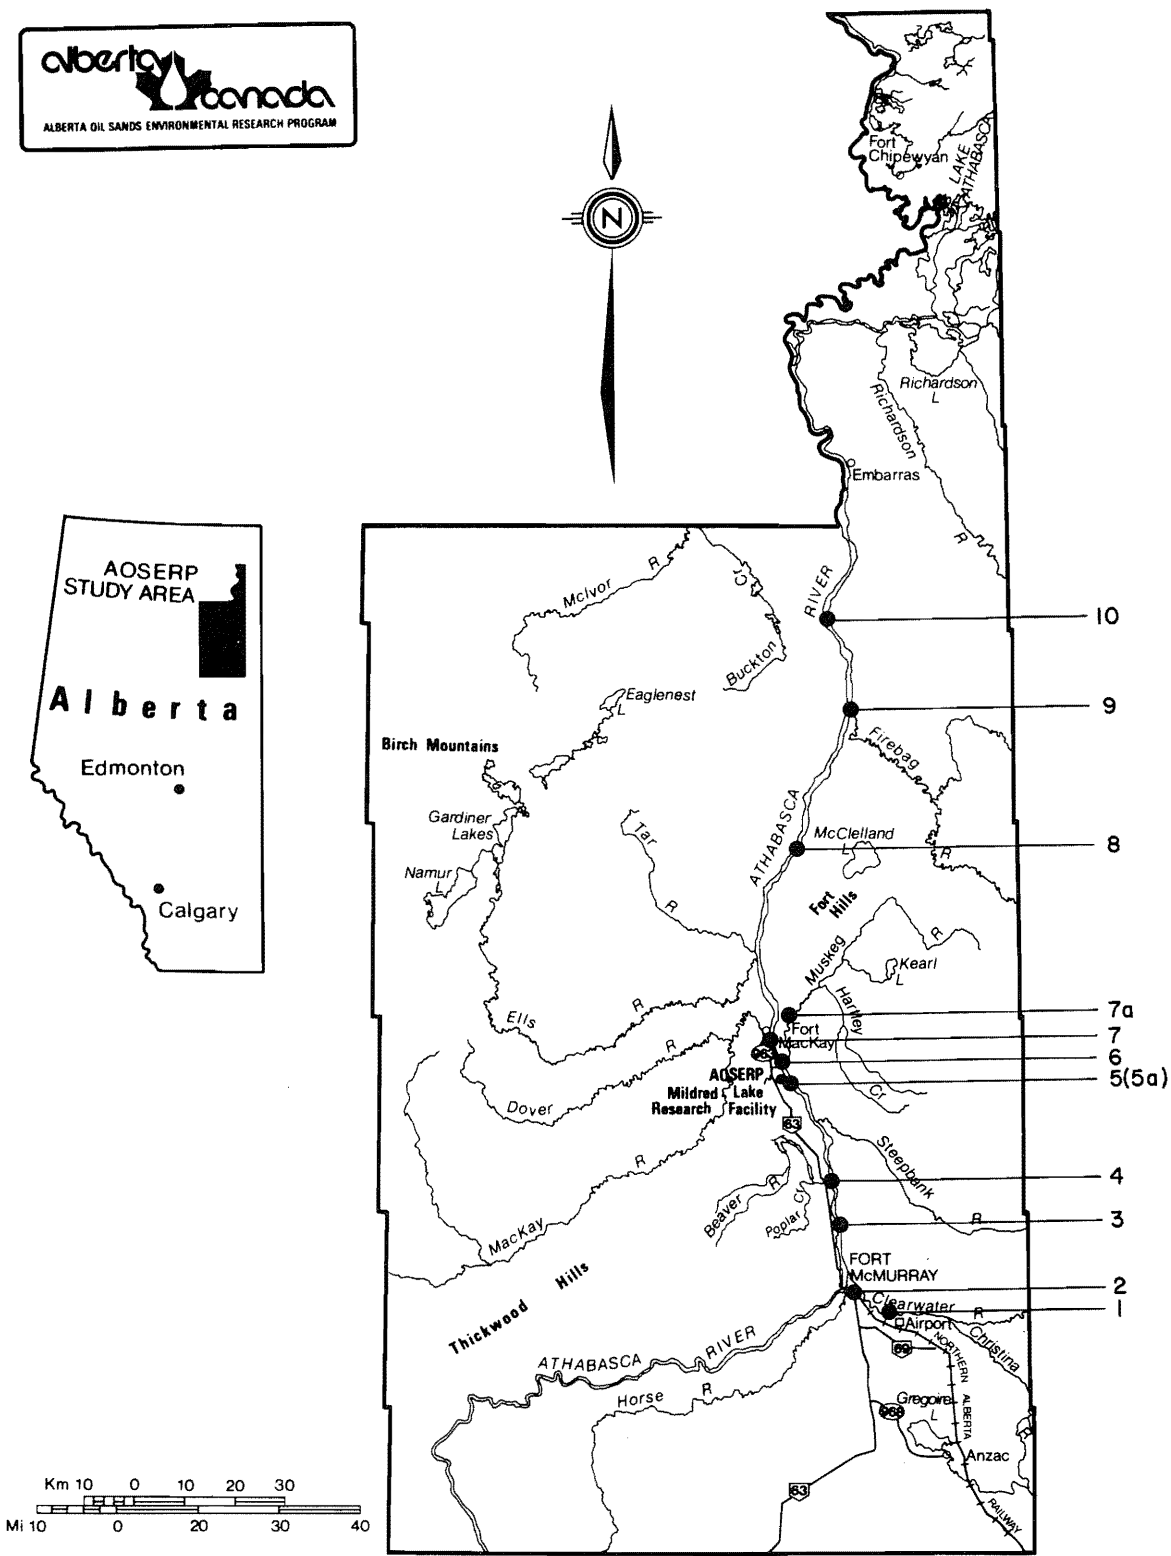 alberta
canada
ALBERTA OIL SANDS ENVIRONMENTAL RESEARCH PROGRAM
N
Fort
Chipewyan
LAKE
ATHABASCA
Richardson
L
Richardson
R
Embarras
AOSERP
STUDY AREA
Alberta
Edmonton
Calgary
McIvor R
Cr
Buckton
RIVER
10
Eaglenest
L
9
Birch Mountains
Firebag
R
Gardiner
Lakes
Tar
R
ATHABASCA
McClelland
L
8
Namur
L
Fort
Hills
Muskeg
R
Kearl
L
Hartley
Cr
Ells
R
7a
Fort
MacKay
7
963
6
AOSERP
Mildred Lake
Research Facility
5(5a)
Dover
R
63
Steepbank
R
MacKay
R
Beaver
R
Poplar Cr
4
3
FORT
McMURRAY
2
Clearwater
R
1
Airport
Christina
Thickwood Hills
ATHABASCA RIVER
69
NORTHERN ALBERTA
RAILWAY
Horse R
Gregoire
L
968
Anzac
63
Km 10 0 10 20 30
Mi 10 0 20 30 40